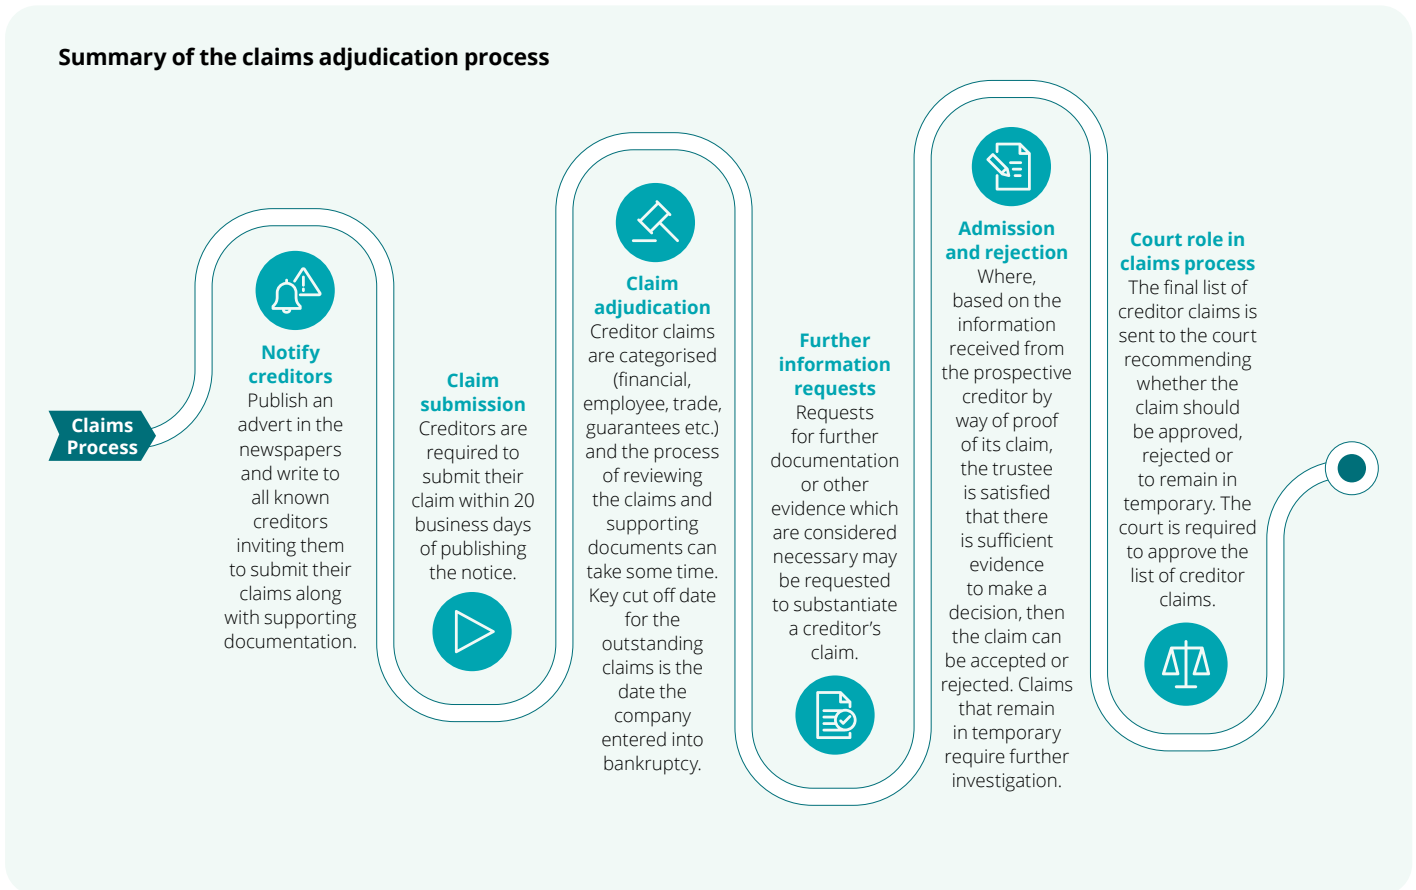 Summary of the claims adjudication process
Claims
Process
Notify
creditors
Publish an
advert in the
newspapers
and write to
all known
creditors
inviting them
to submit their
claims along
with supporting
documentation.
Claim
submission
Creditors are
required to
submit their
claim within 20
business days
of publishing
the notice.
Claim
adjudication
Creditor claims
are categorised
(financial,
employee, trade,
guarantees etc.)
and the process
of reviewing
the claims and
supporting
documents can
take some time.
Key cut off date
for the
outstanding
claims is the
date the
company
entered into
bankruptcy.
Further
information
requests
Requests
for further
documentation
or other
evidence which
are considered
necessary may
be requested
to substantiate
a creditor’s
claim.
Admission
and rejection
Where,
based on the
information
received from
the prospective
creditor by
way of proof
of its claim,
the trustee
is satisfied
that there
is sufficient
evidence
to make a
decision, then
the claim can
be accepted or
rejected. Claims
that remain
in temporary
require further
investigation.
Court role in
claims process
The final list of
creditor claims is
sent to the court
recommending
whether the
claim should
be approved,
rejected or
to remain in
temporary. The
court is required
to approve the
list of creditor
claims.